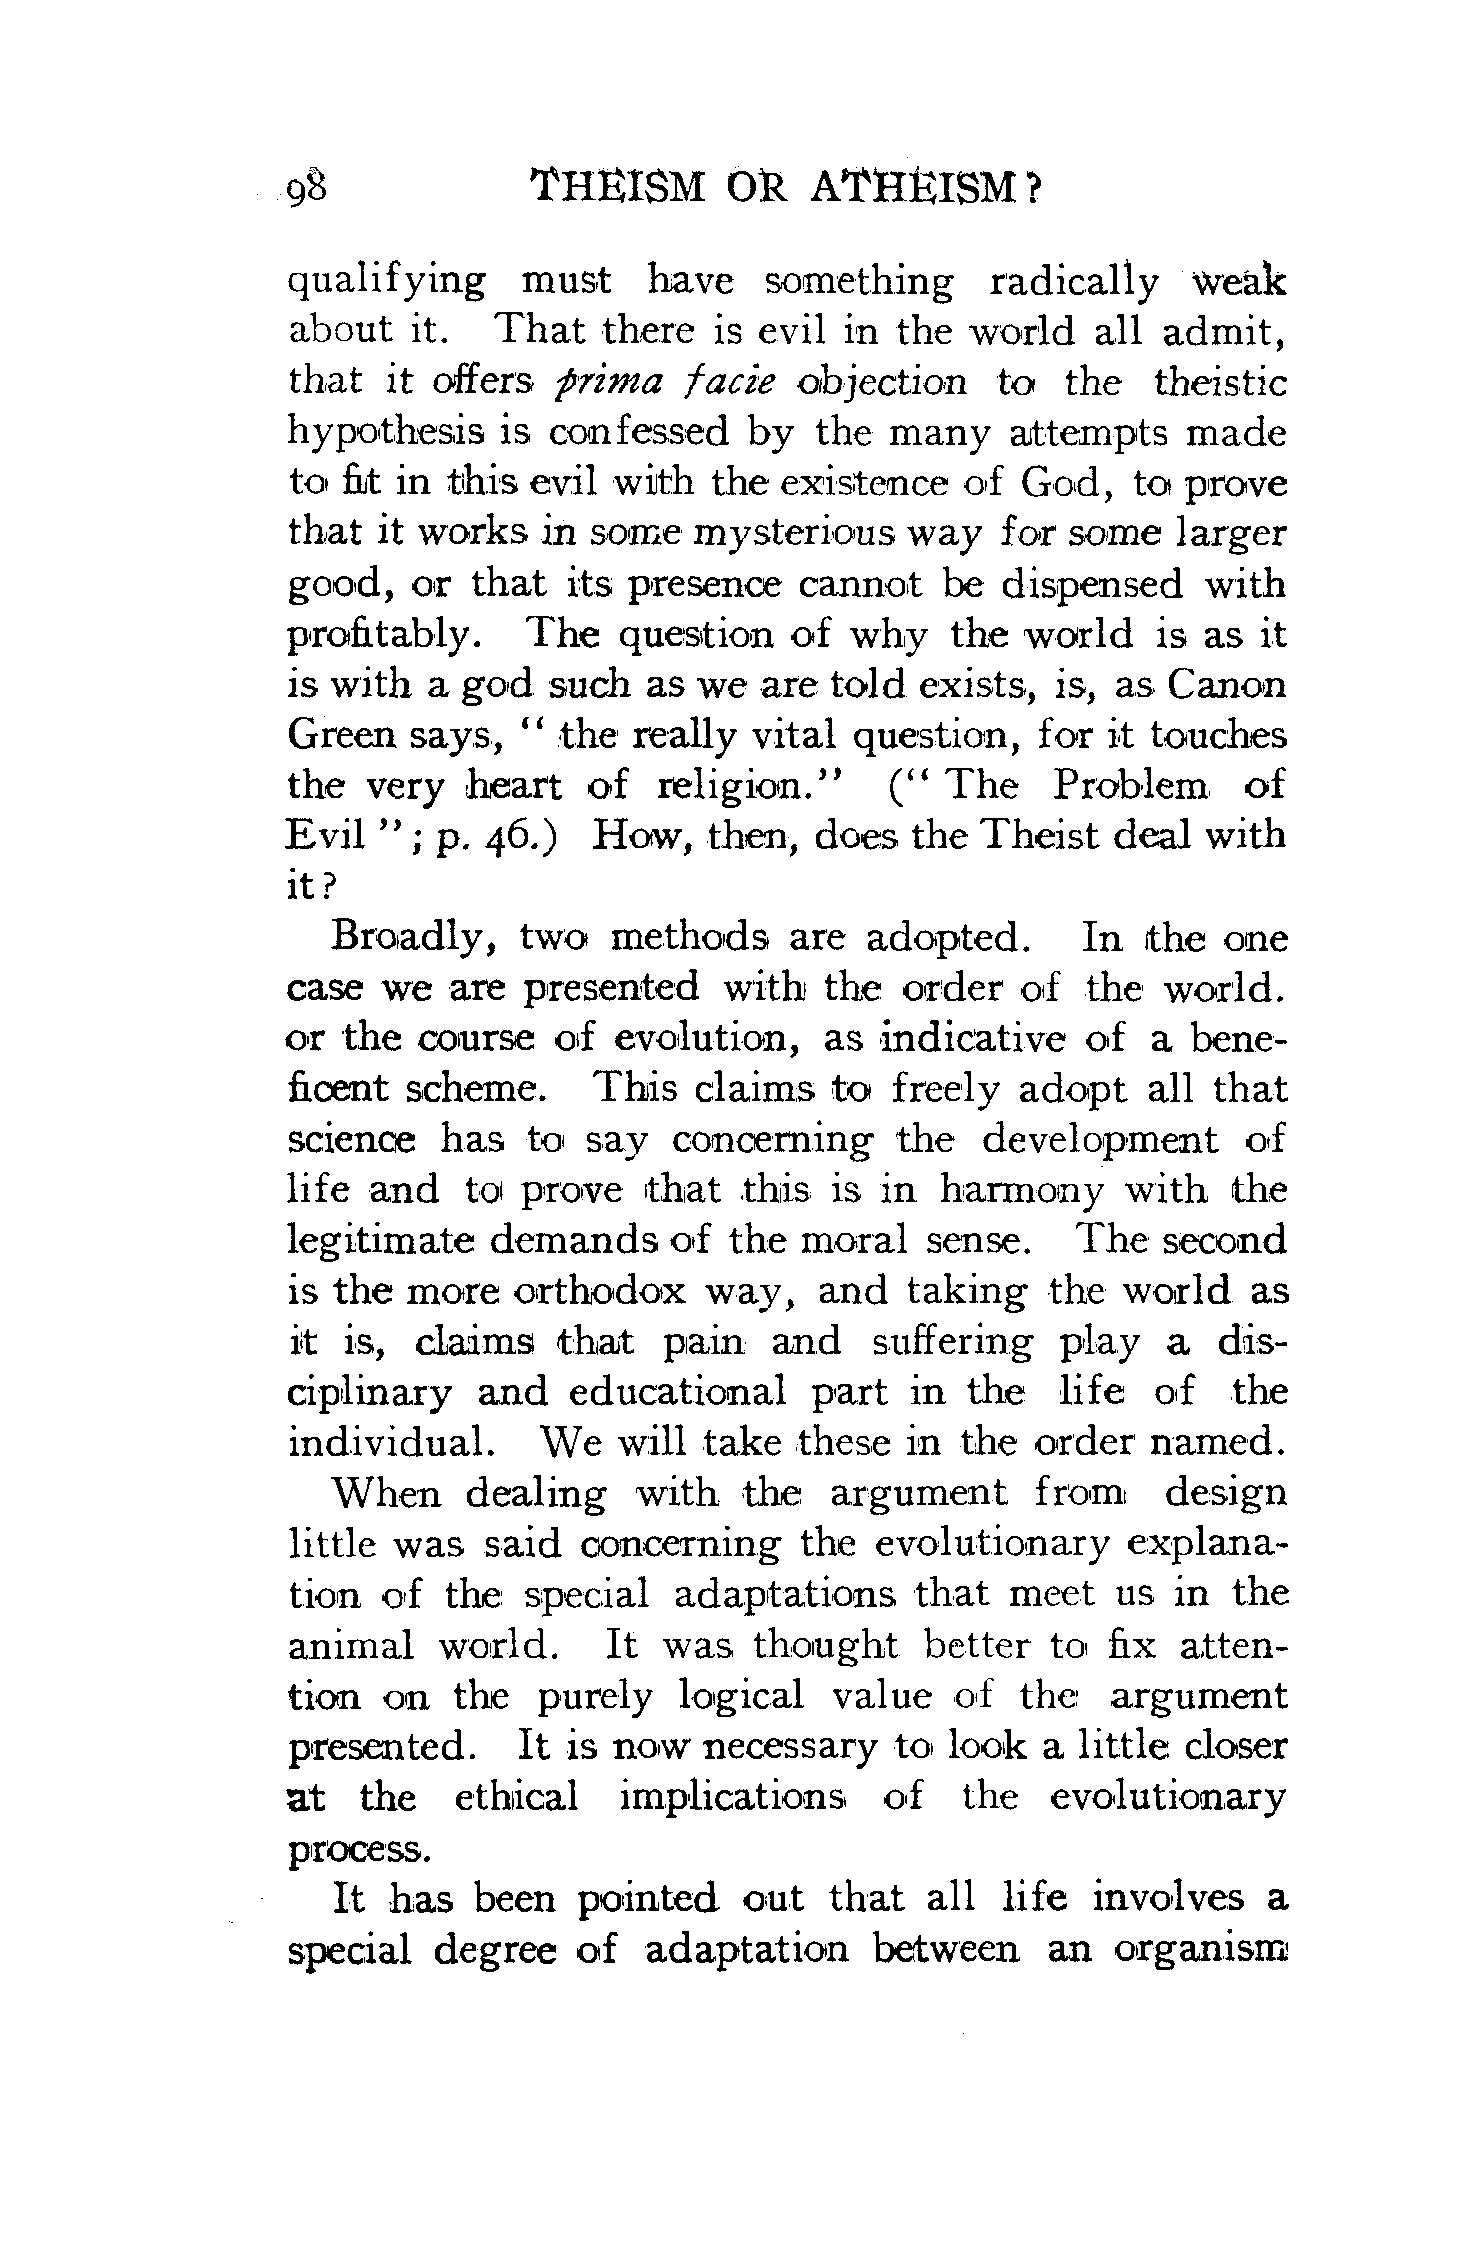 98 THEISM OR ATHEISM?
qualifying must have something radically weak
about it. That there is evil in the world all admit,
that it offers prima facie objection to the theistic
hypothesis is confessed by the many attempts made
to fit in this evil with the existence of God, to prove
that it works in some mysterious way for some larger
good, or that its presence cannot be dispensed with
profitably. The question of why the world is as it
is with a god such as we are told exists, is, as Canon
Green says, “ the really vital question, for it touches
the very heart of religion.” (“ The Problem of
Evil ” ; p. 46.) How, then, does the Theist deal with
it?
Broadly, two methods are adopted. In the one
case we are presented with the order of the world.
or the course of evolution, as indicative of a bene-
ficent scheme. This claims to freely adopt all that
science has to say concerning the development of
life and to prove that this is in harmony with the
legitimate demands of the moral sense. The second
is the more orthodox way, and taking the world as
it is, claims that pain and suffering play a dis-
ciplinary and educational part in the life of the
individual. We will take these in the order named.
When dealing with the argument from design
little was said concerning the evolutionary explana-
tion of the special adaptations that meet us in the
animal world. It was thought better to fix atten-
tion on the purely logical value of the argument
presented. It is now necessary to look a little closer
at the ethical implications of the evolutionary
process.
It has been pointed out that all life involves a
special degree of adaptation between an organism